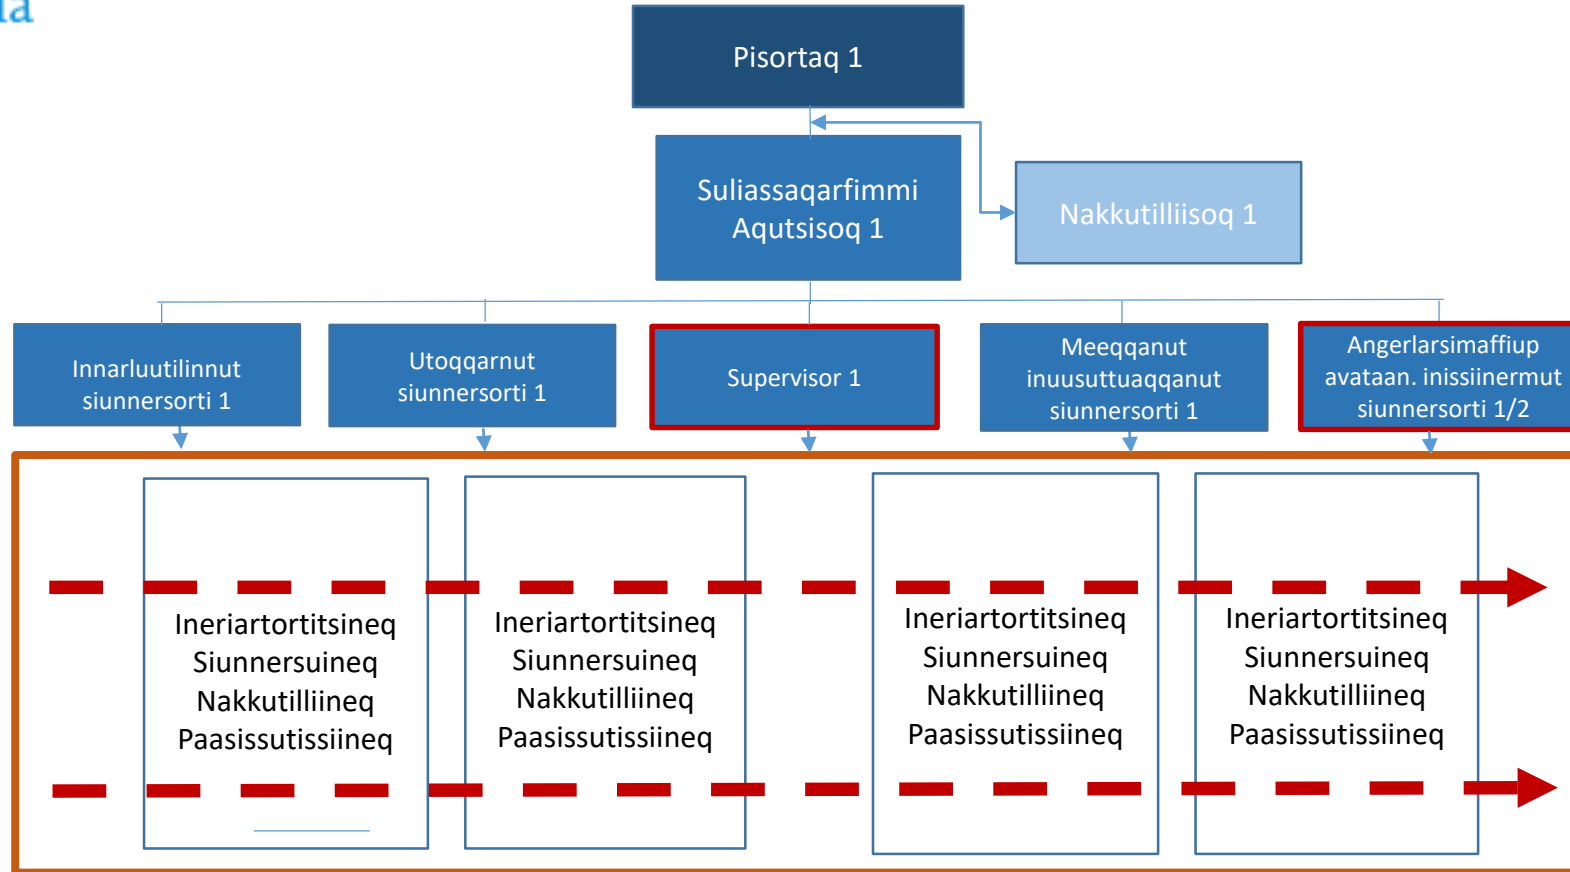 Pisortaq 1
Suliassaqarfimmi
Aqutsisoq 1
Nakkutilliisoq 1
Innarluutilinnut
siunnersorti 1
Utoqqarnut
siunnersorti 1
Supervisor 1
Meeqqanut
inuusuttuaqqanut
siunnersorti 1
Angerlarsimaffiup
avataan. inissiinermut
siunnersorti 1/2
Ineriartortitsineq
Siunnersuineq
Nakkutilliineq
Paasissutissiineq
Ineriartortitsineq
Siunnersuineq
Nakkutilliineq
Paasissutissiineq
Ineriartortitsineq
Siunnersuineq
Nakkutilliineq
Paasissutissiineq
Ineriartortitsineq
Siunnersuineq
Nakkutilliineq
Paasissutissiineq